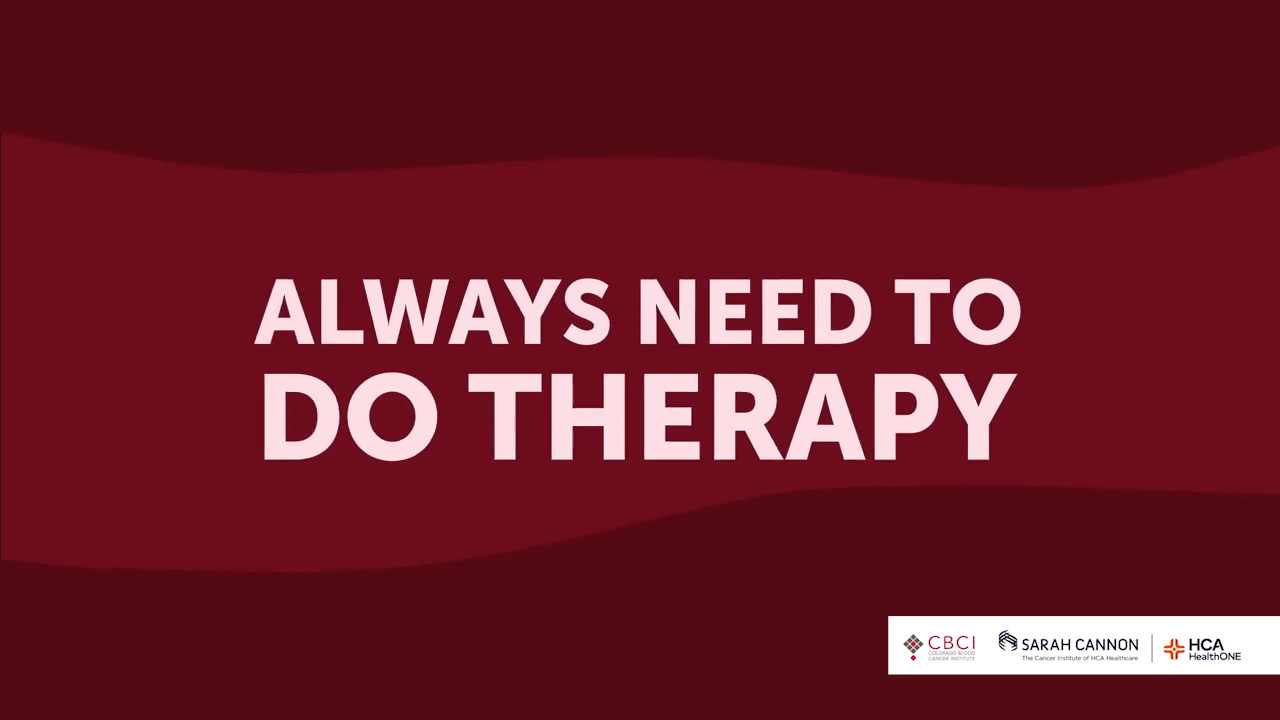 ALWAYS NEED TO
DO THERAPY
CBCI
COLORADO BLOOD
CANCER INSTITUTE
SARAH CANNON
The Cancer Institute of HCA Healthcare
HCA
HealthONE